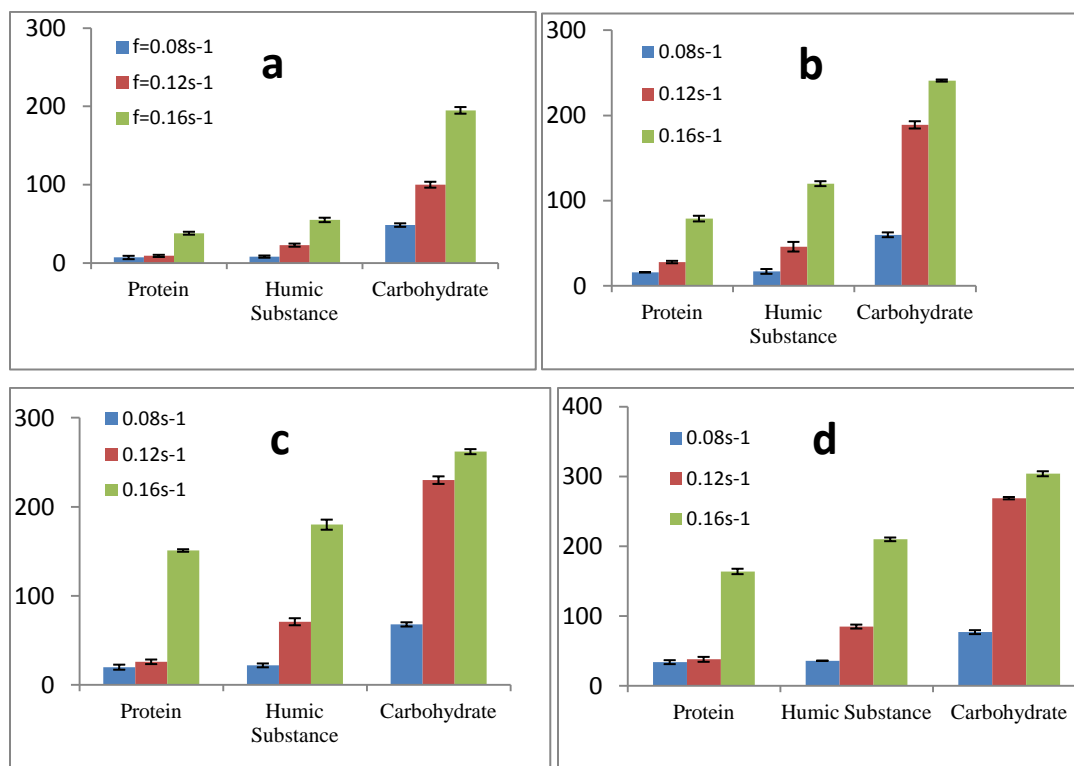 300
200
100
0
f=0.08s-1
f=0.12s-1
f=0.16s-1
a
Protein
Humic
Substance
Carbohydrate
300
200
100
0
0.08s-1
0.12s-1
0.16s-1
b
Protein
Humic
Substance
Carbohydrate
300
200
100
0
0.08s-1
0.12s-1
0.16s-1
c
Protein
Humic
Substance
Carbohydrate
400
300
200
100
0
0.08s-1
0.12s-1
0.16s-1
d
Protein
Humic Substance
Carbohydrate